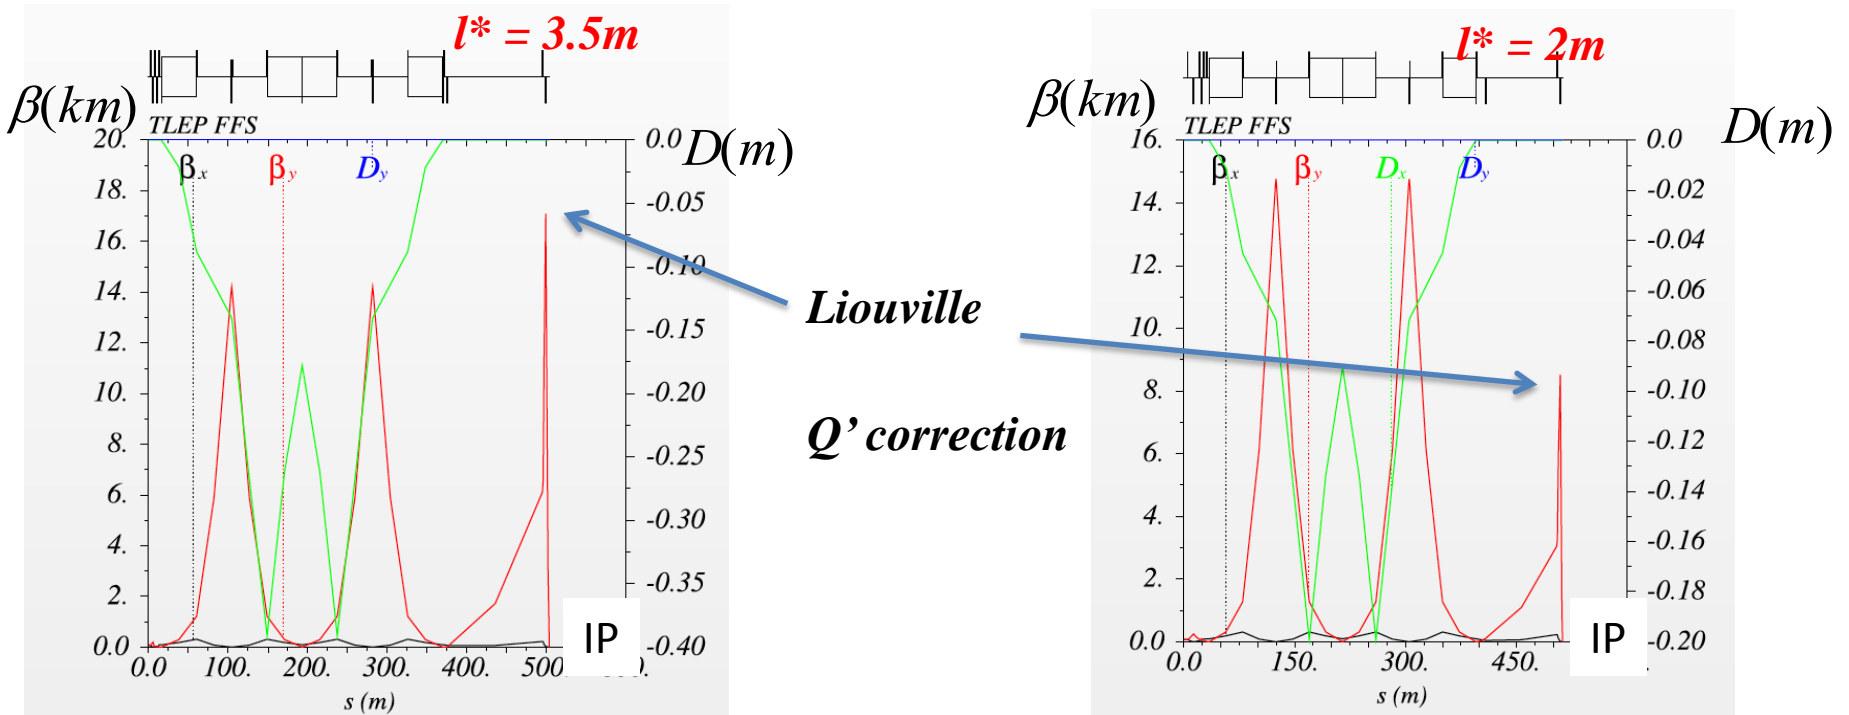 l* = 3.5m
β(km)
TLEP FFS
D(m)
20.
18.
16.
14.
12.
10.
8.
6.
4.
2.
0.0
βx
βy
Dy
0.0
-0.05
-0.10
-0.15
-0.20
-0.25
-0.30
-0.35
-0.40
0.0
100.
200.
300.
400.
500.
s (m)
IP
Liouville
Q’ correction
l* = 2m
β(km)
TLEP FFS
D(m)
16.
14.
12.
10.
8.
6.
4.
2.
0.0
βx
βy
Dx
Dy
0.0
-0.02
-0.04
-0.06
-0.08
-0.10
-0.12
-0.14
-0.16
-0.18
-0.20
0.0
150.
300.
450.
s (m)
IP